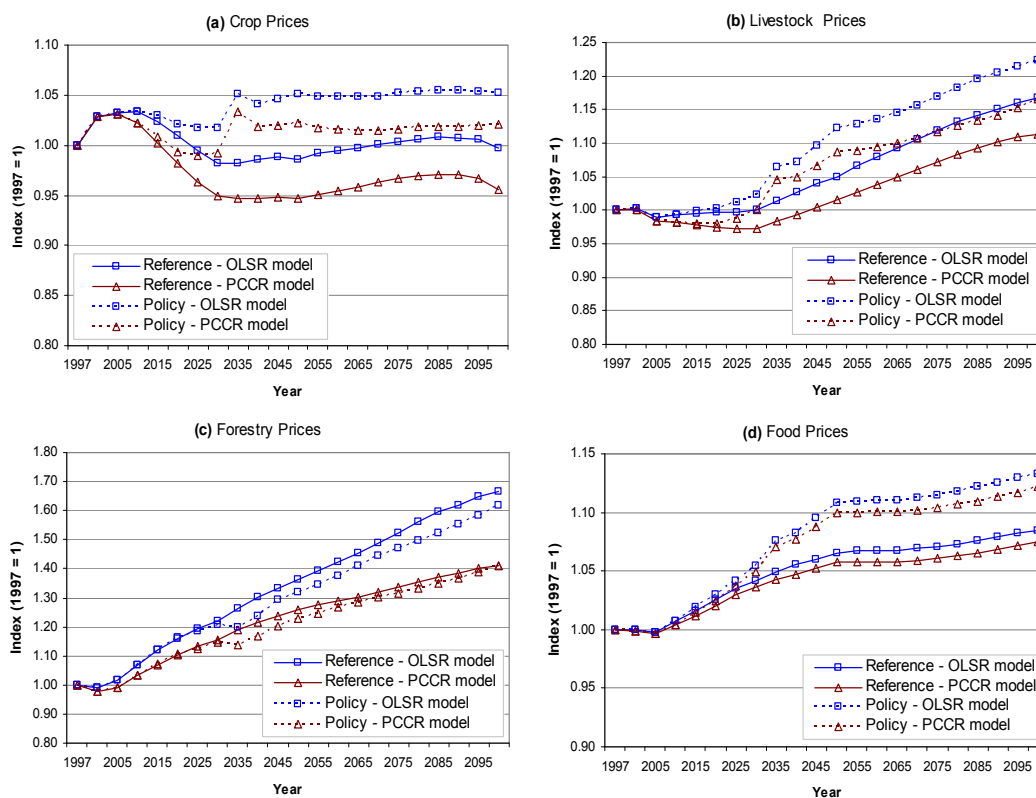 (a) Crop Prices
1.10
1.05
1.00
0.95
0.90
0.85
0.80
Index (1997 = 1)
1997 2005 2015 2025 2035 2045 2055 2065 2075 2085 2095
Year
Reference - OLSR model
Reference - PCCR model
Policy - OLSR model
Policy - PCCR model
(b) Livestock Prices
1.25
1.20
1.15
1.10
1.05
1.00
0.95
0.90
0.85
0.80
Index (1997 = 1)
1997 2005 2015 2025 2035 2045 2055 2065 2075 2085 2095
Year
Reference - OLSR model
Reference - PCCR model
Policy - OLSR model
Policy - PCCR model
(c) Forestry Prices
1.80
1.70
1.60
1.50
1.40
1.30
1.20
1.10
1.00
0.90
0.80
Index (1997 = 1)
1997 2005 2015 2025 2035 2045 2055 2065 2075 2085 2095
Year
Reference - OLSR model
Reference - PCCR model
Policy - OLSR model
Policy - PCCR model
(d) Food Prices
1.15
1.10
1.05
1.00
0.95
0.90
Index (1997 = 1)
1997 2005 2015 2025 2035 2045 2055 2065 2075 2085 2095
Year
Reference - OLSR model
Reference - PCCR model
Policy - OLSR model
Policy - PCCR model